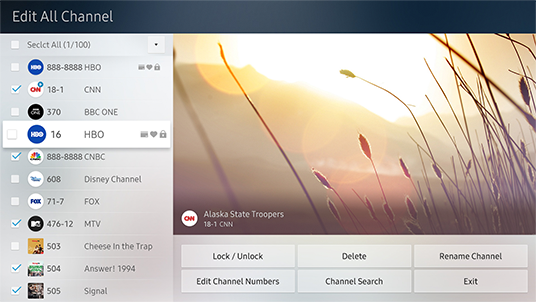 Edit All Channel
Seclct All (1/100)
HBO 888-8888 HBO
CNN 18-1 CNN
BBC ONE 370 BBC ONE
HBO 16 HBO
888-8888 CNBC
608 Disney Channel
FOX 71-7 FOX
476-12 MTV
503 Cheese In the Trap
504 Answer! 1994
505 Signal
CNN Alaska State Troopers
18-1 CNN
Lock / Unlock Delete Rename Channel
Edit Channel Numbers Channel Search Exit